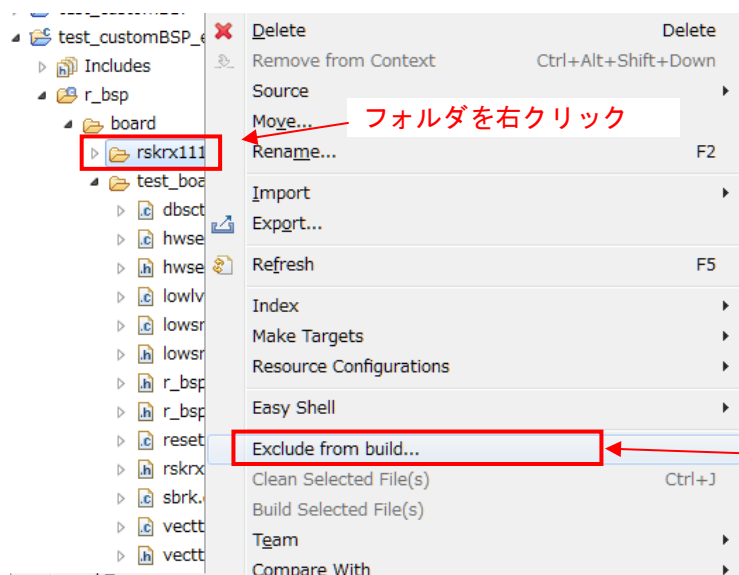 Delete Delete
test_customBSP_
Remove from Context Ctrl+Alt+Shift+Down
Includes
Source
r_bsp
Move...
フォルダを右クリック
board
rskrx111
Rename... F2
test_boa
Import
dbsct
Export...
hwse
hwse
Refresh F5
lowlv
Index
lowsr
Make Targets
lowsr
Resource Configurations
r_bsp
r_bsp
Easy Shell
reset
Exclude from build...
rskrx
Clean Selected File(s) Ctrl+J
sbrk.
Build Selected File(s)
vectt
Team
vectt
Compare With